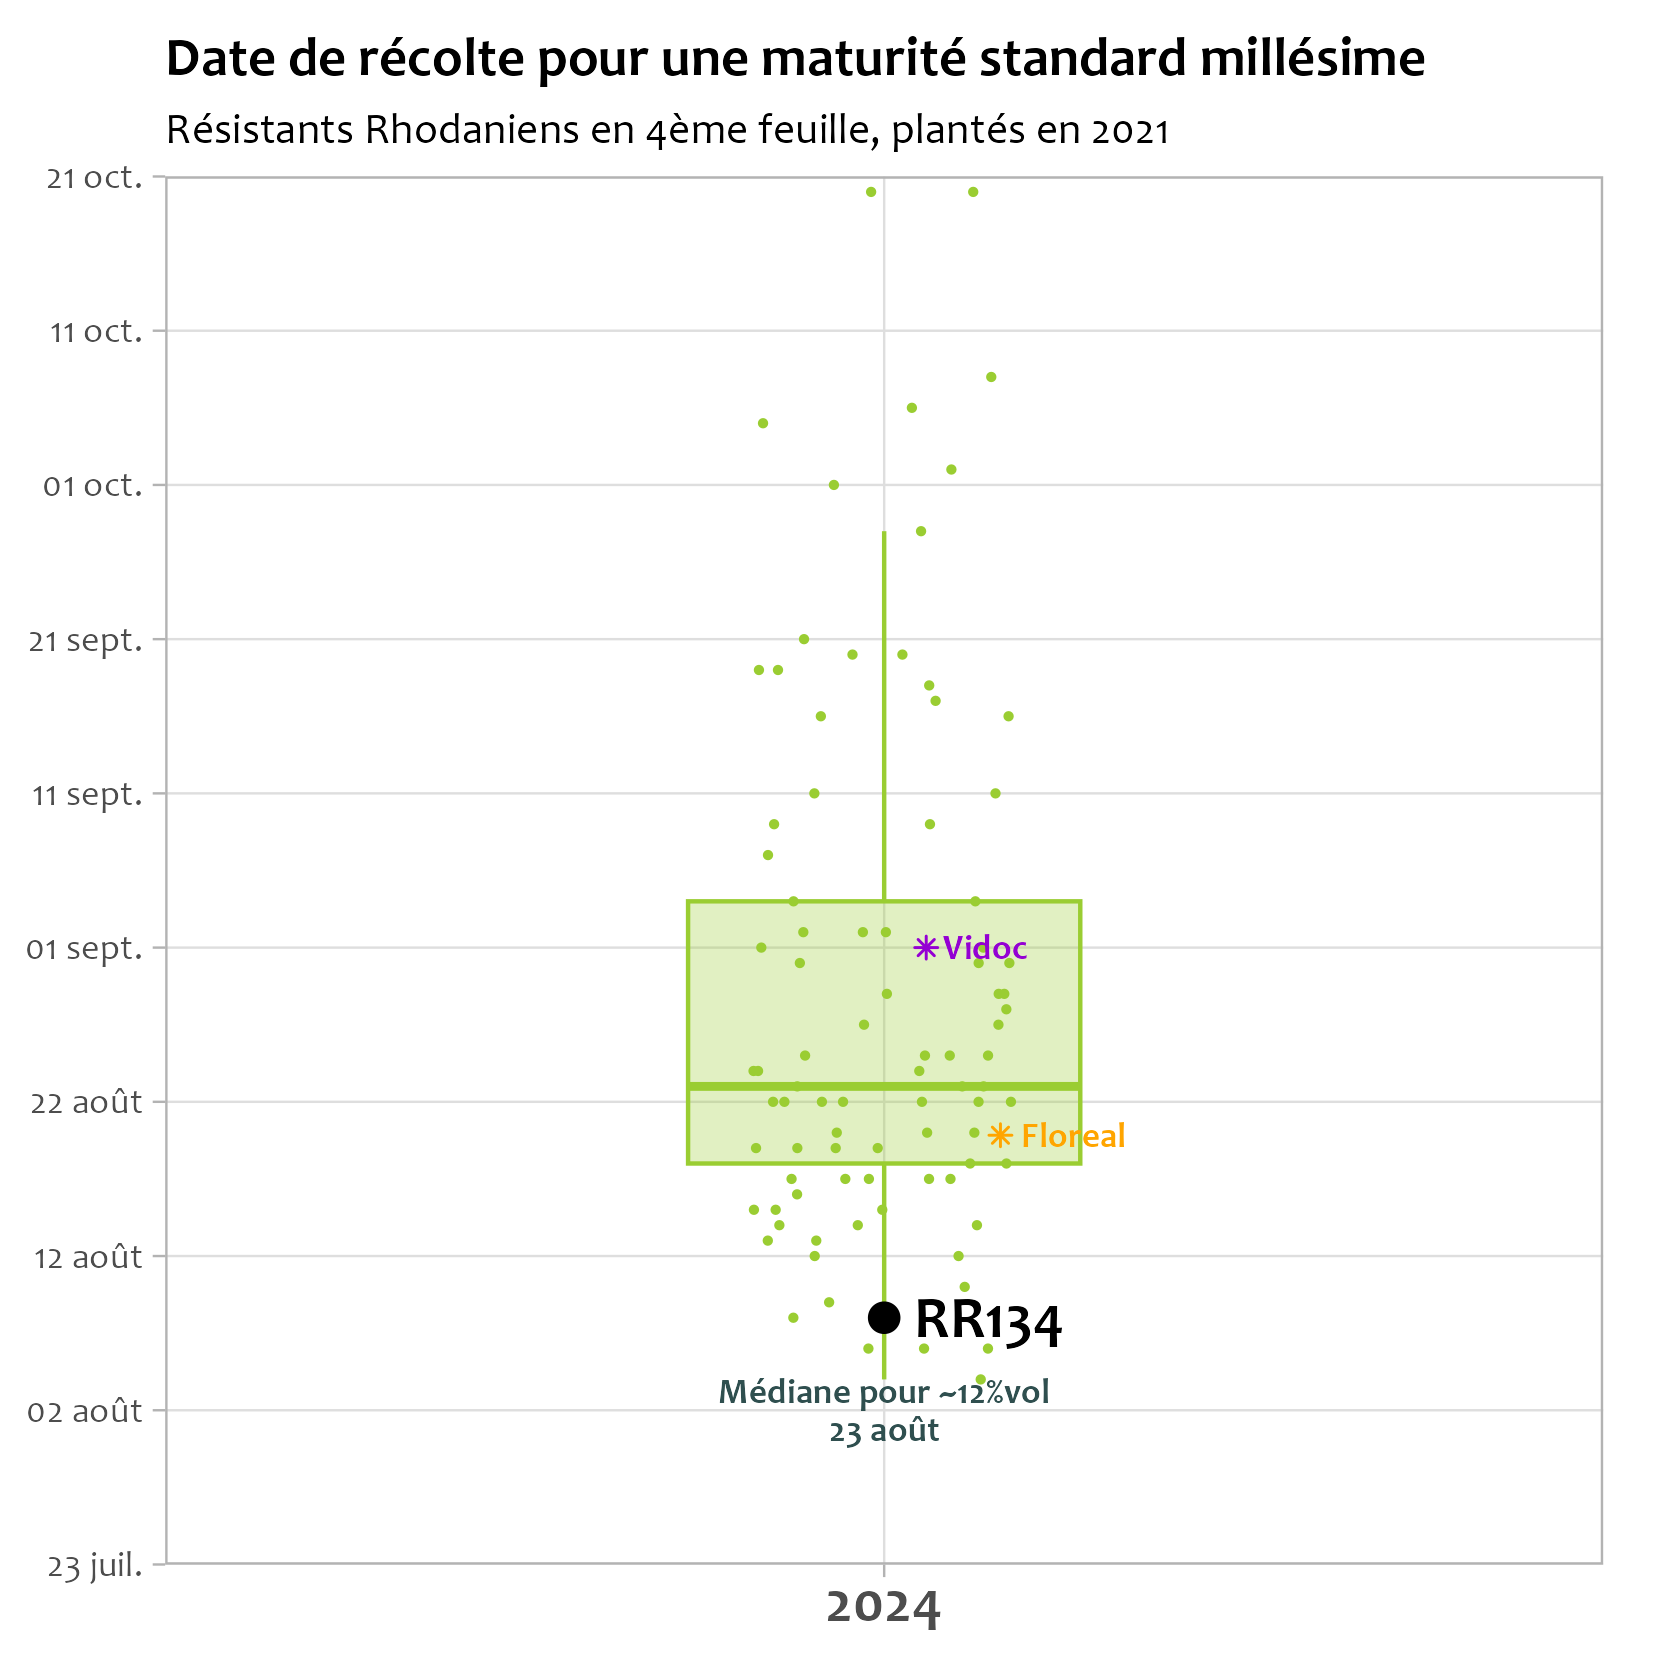 Date de récolte pour une maturité standard millésime
Résistants Rhodaniens en 4ème feuille, plantés en 2021
21 oct.
11 oct.
01 oct.
21 sept.
11 sept.
01 sept.
Vidoc
22 août
Floreal
12 août
RR134
Médiane pour ~12%vol
02 août
23 août
23 juil.
2024